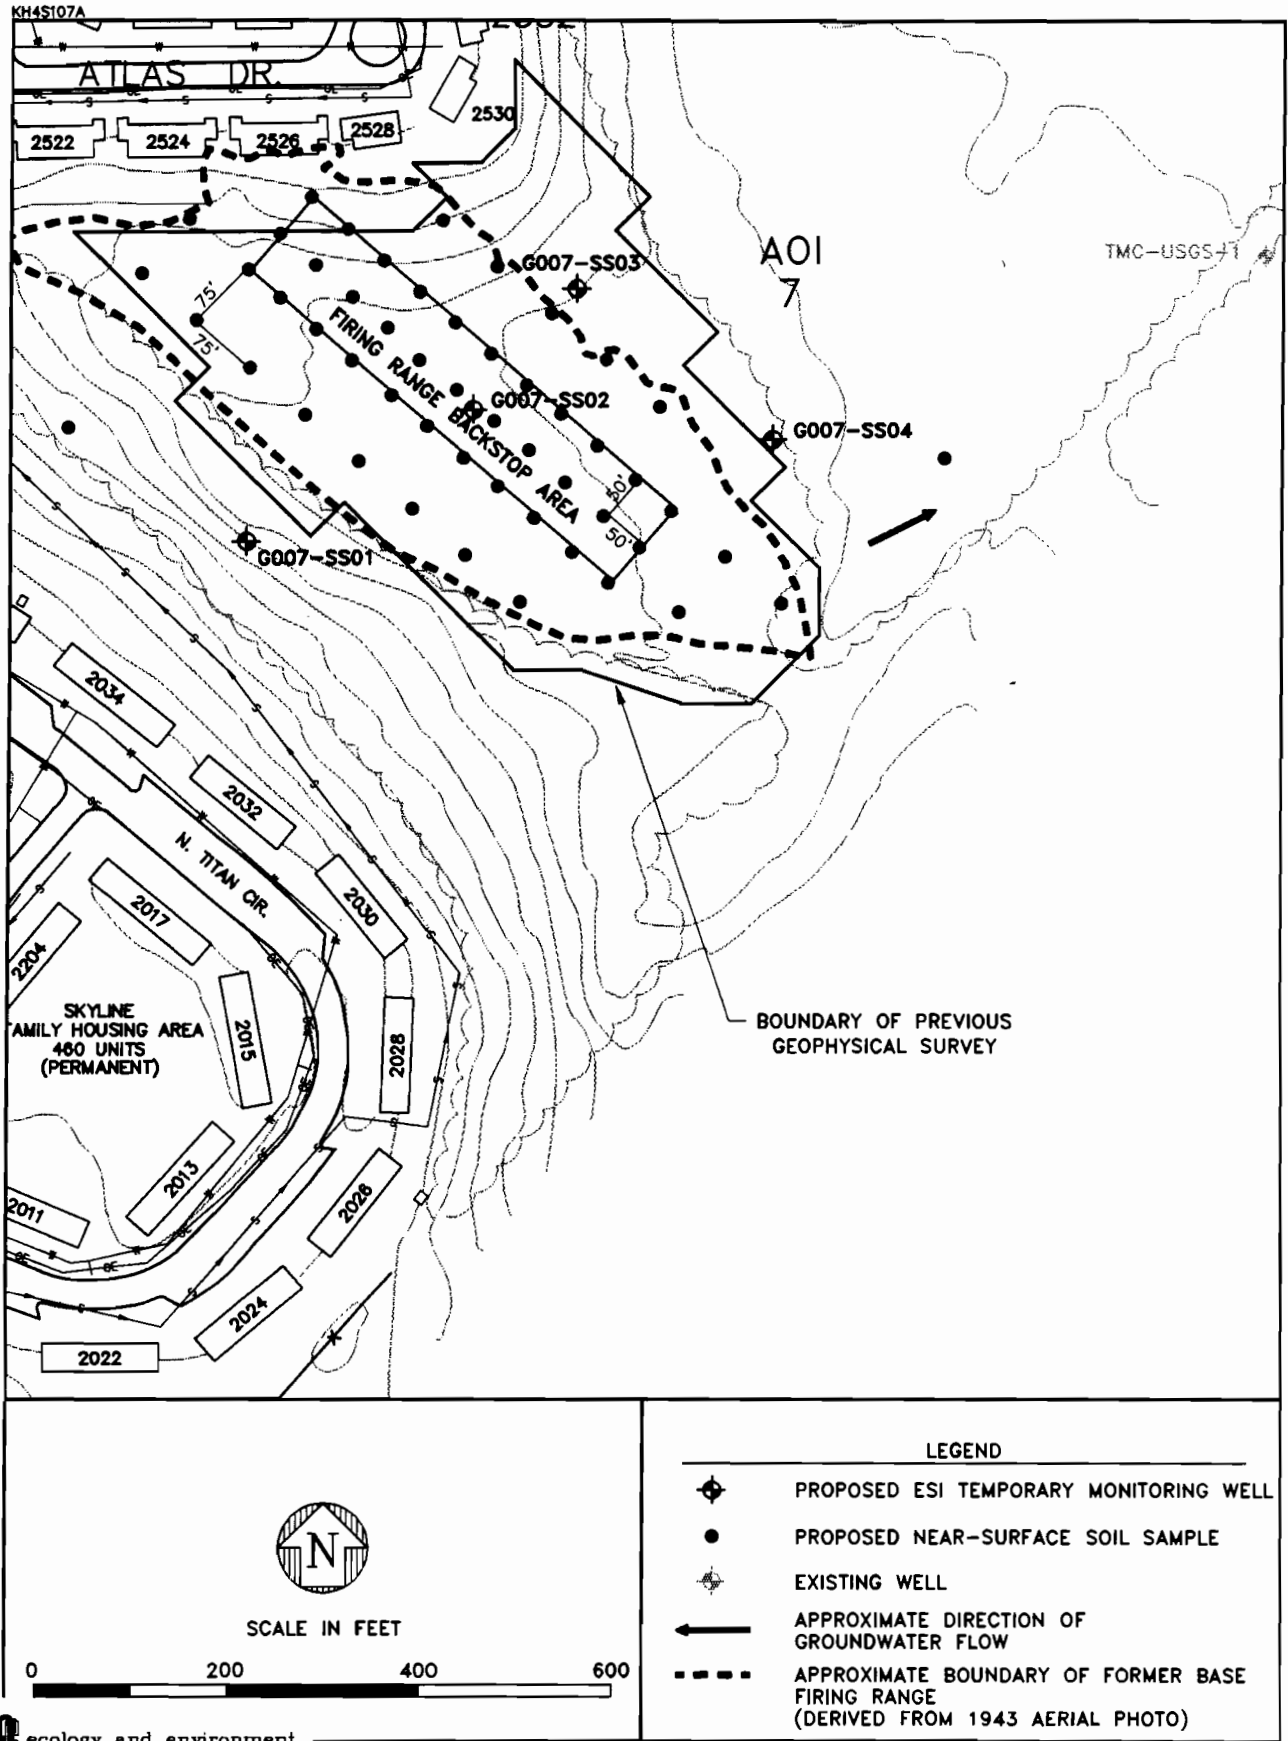 KH4S107A
ATLAS DR.
2530
2522
2524
2526
2528
G007-SS03
AOI
7
TMC-USGS-1
75'
75'
FIRING RANGE BACKSTOP AREA
G007-SS02
G007-SS04
50'
50'
G007-SS01
2034
2032
N. TITAN CIR.
2030
2017
2204
SKYLINE
FAMILY HOUSING AREA
460 UNITS
(PERMANENT)
2015
2028
BOUNDARY OF PREVIOUS
GEOPHYSICAL SURVEY
2013
2026
2011
2024
2022
N
SCALE IN FEET
0 200 400 600
LEGEND
PROPOSED ESI TEMPORARY MONITORING WELL
PROPOSED NEAR-SURFACE SOIL SAMPLE
EXISTING WELL
APPROXIMATE DIRECTION OF
GROUNDWATER FLOW
APPROXIMATE BOUNDARY OF FORMER BASE
FIRING RANGE
(DERIVED FROM 1943 AERIAL PHOTO)
ecology and environment